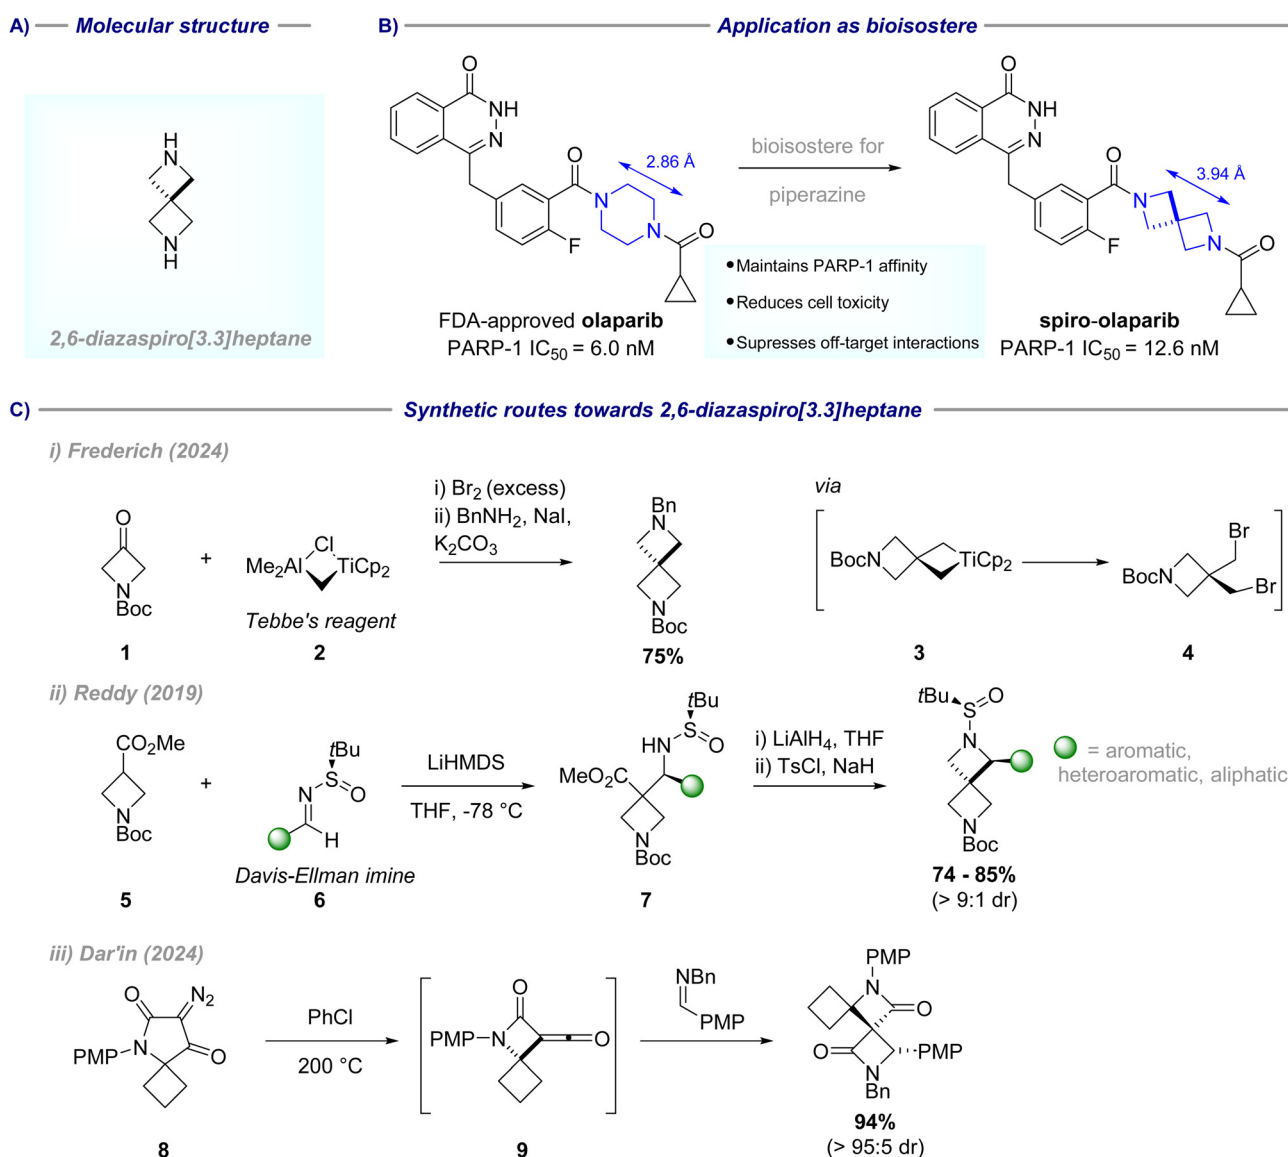 A) Molecular structure
H
N
N
H
2,6-diazaspiro[3.3]heptane
B) Application as bioisostere
O
NH
N
O
N
2.86 Å
N
O
F
FDA-approved olaparib
PARP-1 IC50 = 6.0 nM
bioisostere for
piperazine
•Maintains PARP-1 affinity
•Reduces cell toxicity
•Supresses off-target interactions
O
NH
N
O
N
3.94 Å
N
O
F
spiro-olaparib
PARP-1 IC50 = 12.6 nM
C) Synthetic routes towards 2,6-diazaspiro[3.3]heptane
i) Frederich (2024)
O
N
Boc
1
+
Cl
Me2Al TiCp2
Tebbe's reagent
2
i) Br2 (excess)
ii) BnNH2, NaI,
K2CO3
Bn
N
N
Boc
75%
via
BocN TiCp2
3
Br
BocN Br
4
ii) Reddy (2019)
CO2Me
N
Boc
5
+
tBu
S
N O
H
Davis-Ellman imine
6
LiHMDS
THF, -78 °C
tBu
S
HN O
MeO2C
N
Boc
7
i) LiAlH4, THF
ii) TsCl, NaH
tBu S O
N
N
Boc
74 - 85%
(> 9:1 dr)
= aromatic,
heteroaromatic, aliphatic
iii) Dar'in (2024)
O N2
PMP N O
8
PhCl
200 °C
O
PMP N O
9
NBn
PMP
PMP
N
O
O PMP
N
Bn
94%
(> 95:5 dr)